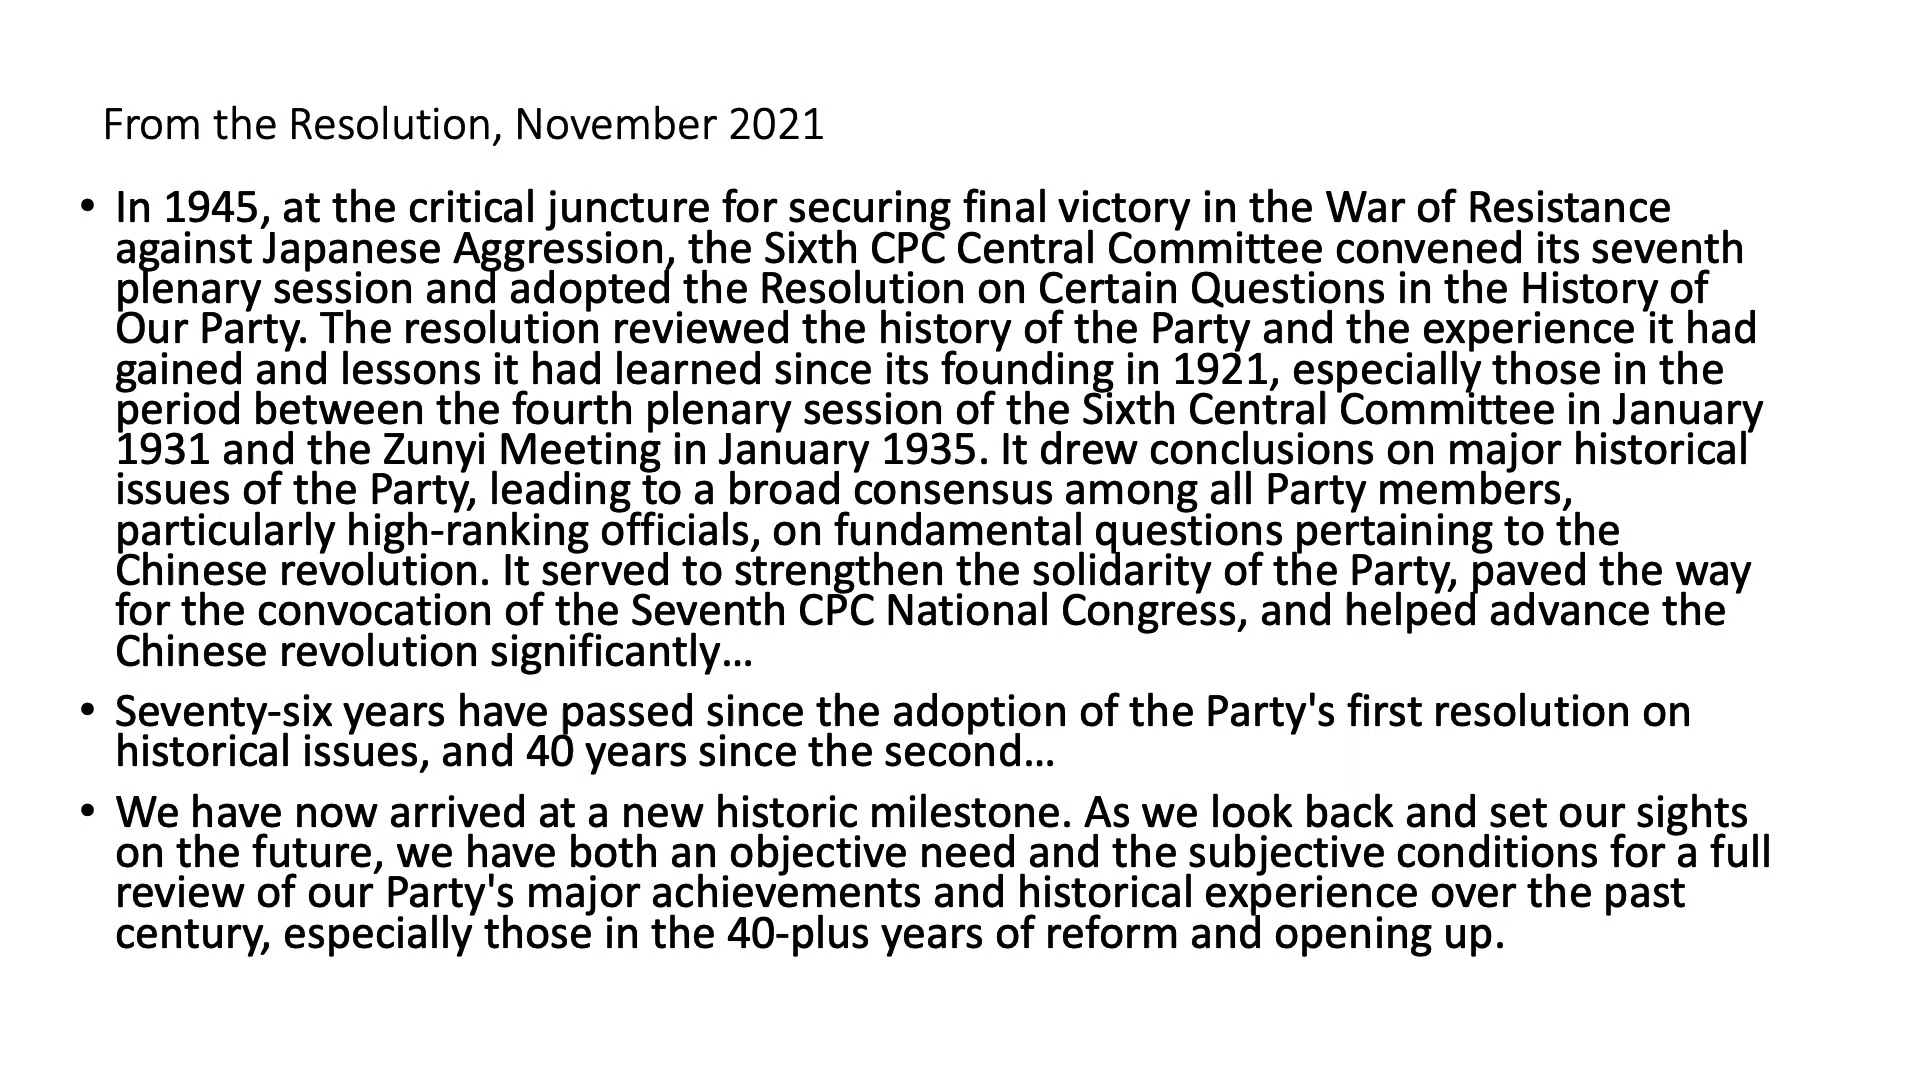 From the Resolution, November 2021
• In 1945, at the critical juncture for securing final victory in the War of Resistance
against Japanese Aggression, the Sixth CPC Central Committee convened its seventh
plenary session and adopted the Resolution on Certain Questions in the History of
Our Party. The resolution reviewed the history of the Party and the experience it had
gained and lessons it had learned since its founding in 1921, especially those in the
period between the fourth plenary session of the Sixth Central Committee in January
1931 and the Zunyi Meeting in January 1935. It drew conclusions on major historical
issues of the Party, leading to a broad consensus among all Party members,
particularly high-ranking officials, on fundamental questions pertaining to the
Chinese revolution. It served to strengthen the solidarity of the Party, paved the way
for the convocation of the Seventh CPC National Congress, and helped advance the
Chinese revolution significantly…
• Seventy-six years have passed since the adoption of the Party's first resolution on
historical issues, and 40 years since the second…
• We have now arrived at a new historic milestone. As we look back and set our sights
on the future, we have both an objective need and the subjective conditions for a full
review of our Party's major achievements and historical experience over the past
century, especially those in the 40-plus years of reform and opening up.